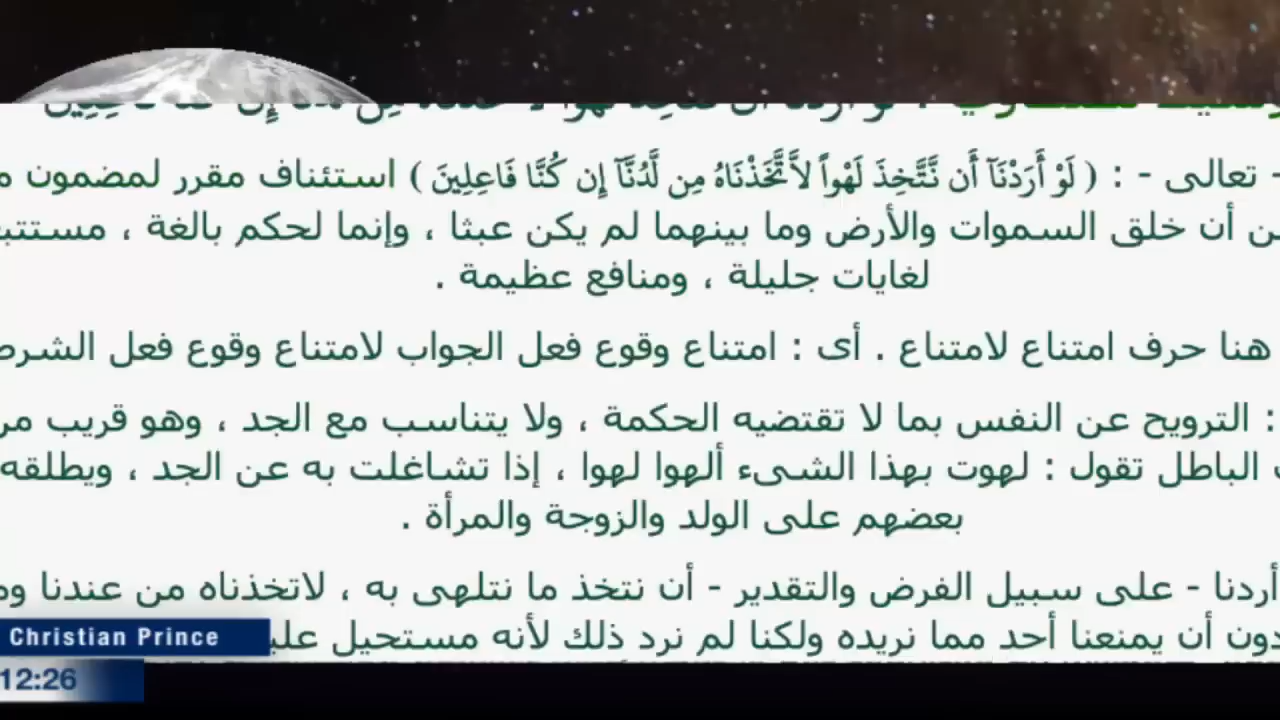 تعالى - : ( لَوْ أَرَدْنَآ أَن نَّتَّخِذَ لَهْواً لاَّتَّخَذْنَاهُ مِن لَّدُنَّآ إِن كُنَّا فَاعِلِينَ ) استئناف مقرر لمضمون
أن خلق السموات والأرض وما بينهما لم يكن عبثا ، وإنما لحكم بالغة ،
لغايات جليلة ، ومنافع عظيمة .
هنا حرف امتناع لامتناع . أى : امتناع وقوع فعل الجواب لامتناع وقوع فعل
: الترويح عن النفس بما لا تقتضيه الحكمة ، ولا يتناسب مع الجد ، وهو قريب
الباطل تقول : لهوت بهذا الشىء ألهوا لهوا ، إذا تشاغلت به عن الجد ، ويطلقه
بعضهم على الولد والزوجة والمرأة .
أردنا - على سبيل الفرض والتقدير - أن نتخذ ما نتلهى به ، لاتخذناه من عندنا
أن يمنعنا أحد مما نريده ولكنا لم نرد ذلك لأنه مستحيل
Christian Prince
12:26